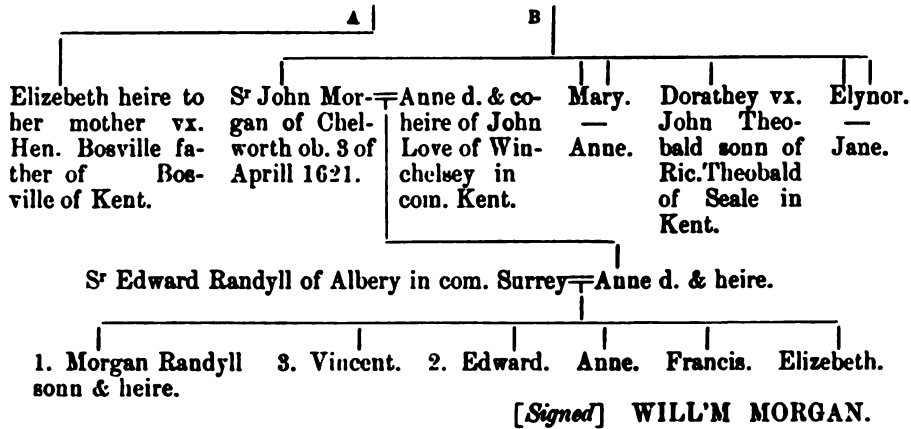 A B
Elizebeth heire to
her mother vx.
Hen. Bosville fa-
ther of Bos-
ville of Kent.
Sr John Mor-
gan of Chel-
worth ob. 3 of
Aprill 1621.
Anne d. & co-
heire of John
Love of Win-
chelsey in
com. Kent.
Mary.
—
Anne.
Dorathey vx.
John Theo-
bald sonn of
Ric. Theobald
of Seale in
Kent.
Elynor.
—
Jane.
Sr Edward Randyll of Albery in com. Surrey Anne d. & heire.
1. Morgan Randyll
sonn & heire.
3. Vincent. 2. Edward. Anne. Francis. Elizebeth.
[Signed] WILL'M MORGAN.